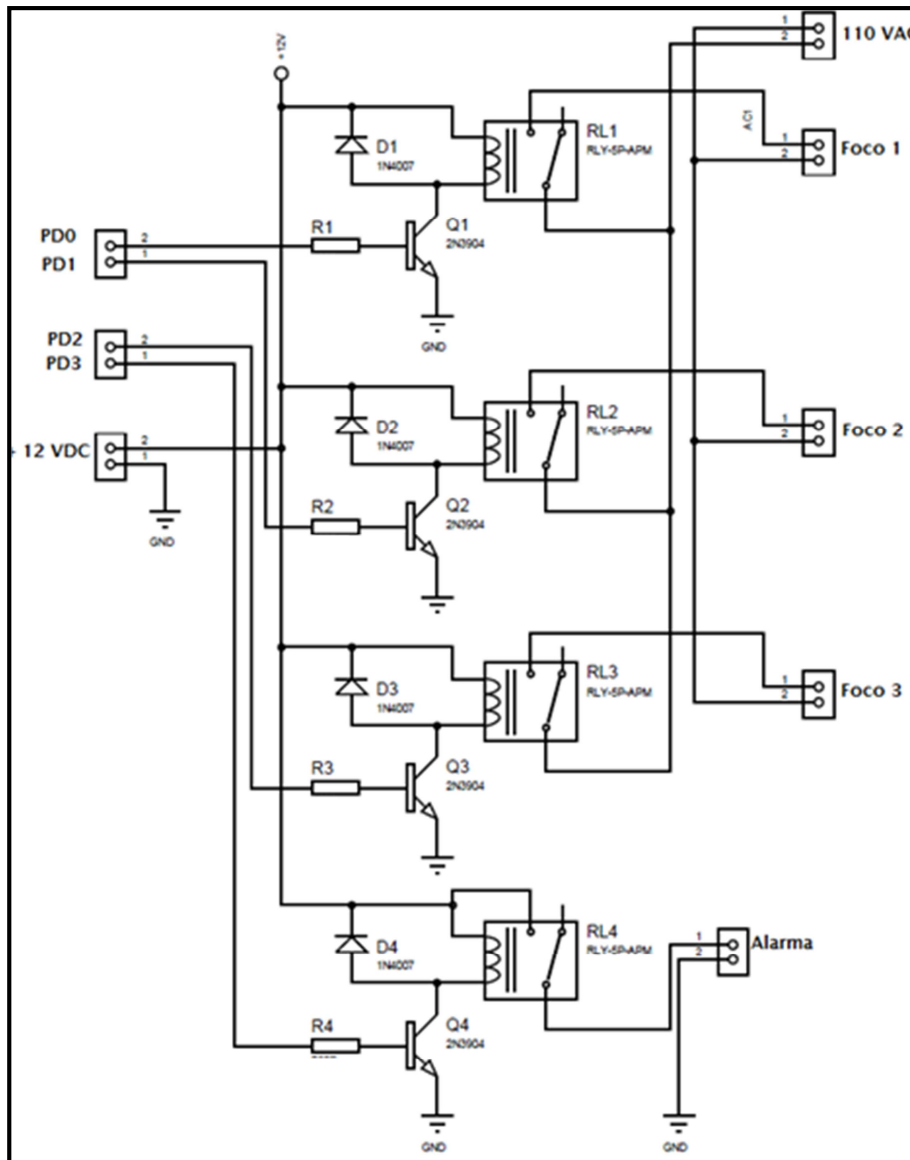 +12V
1
2
110 VAC
AC1
D1
1N4007
RL1
RLY-5P-APM
1
2
Foco 1
PD0
PD1
2
1
R1
Q1
2N3904
GND
PD2
PD3
2
1
D2
1N4007
RL2
RLY-5P-APM
1
2
Foco 2
+ 12 VDC
2
1
GND
R2
Q2
2N3904
D3
1N4007
RL3
RLY-5P-APM
1
2
Foco 3
R3
Q3
2N3904
D4
1N4007
RL4
RLY-5P-APM
1
2
Alarma
R4
Q4
2N3904
GND
GND